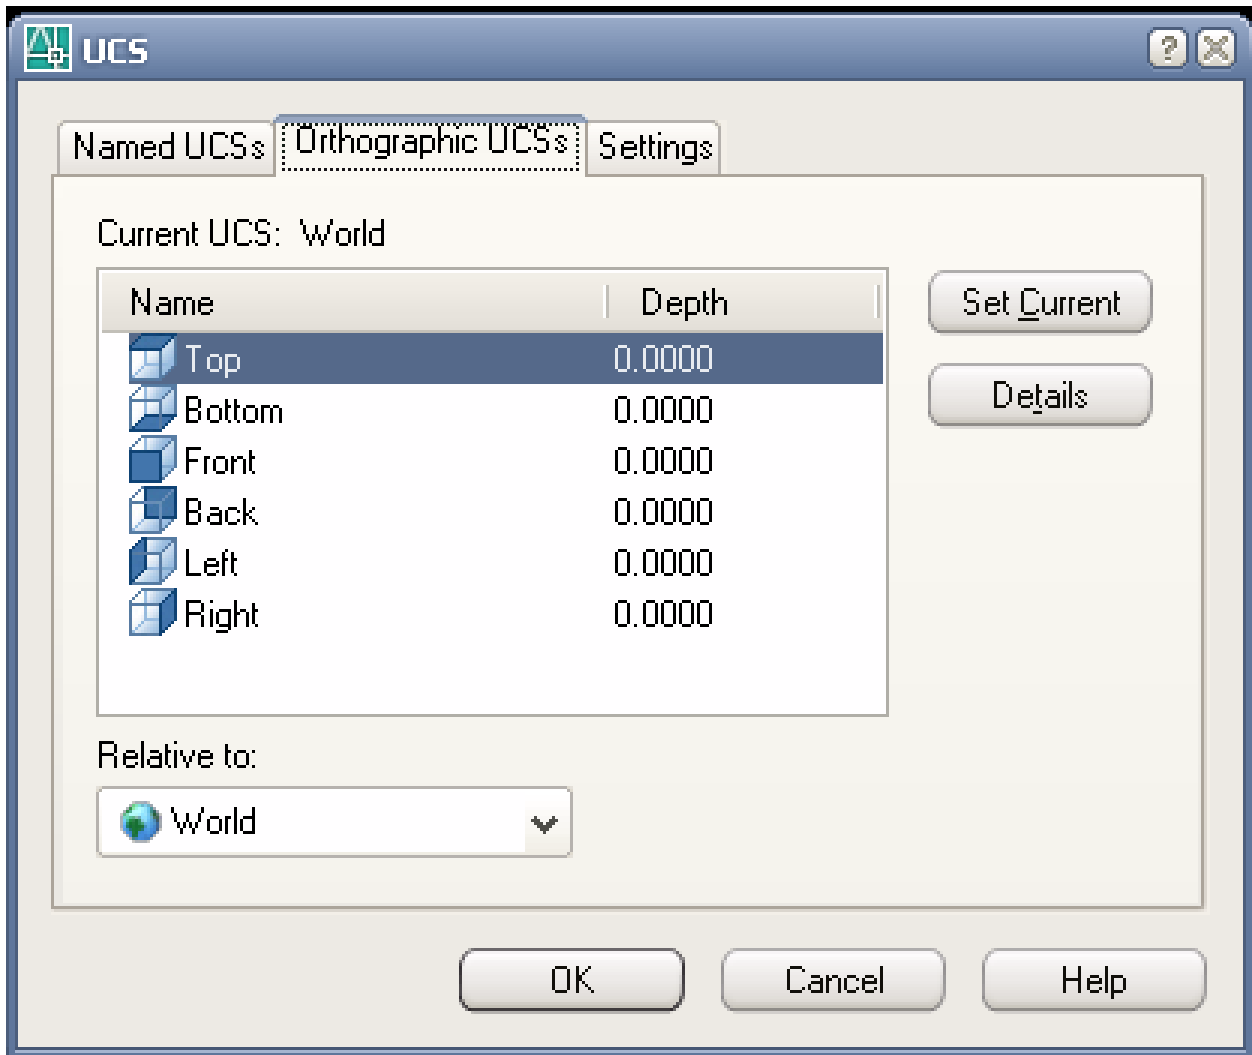 UCS
Named UCSs Orthographic UCSs Settings
Current UCS: World
Name Depth
Set Current
Top 0.0000
Details
Bottom 0.0000
Front 0.0000
Back 0.0000
Left 0.0000
Right 0.0000
Relative to:
World
OK Cancel Help